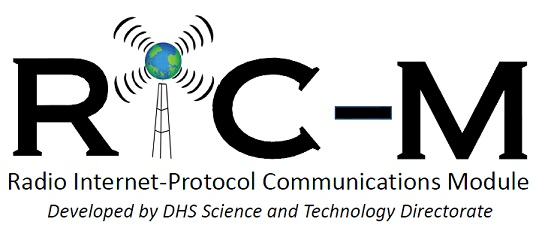 RiC-M
Radio Internet-Protocol Communications Module
Developed by DHS Science and Technology Directorate